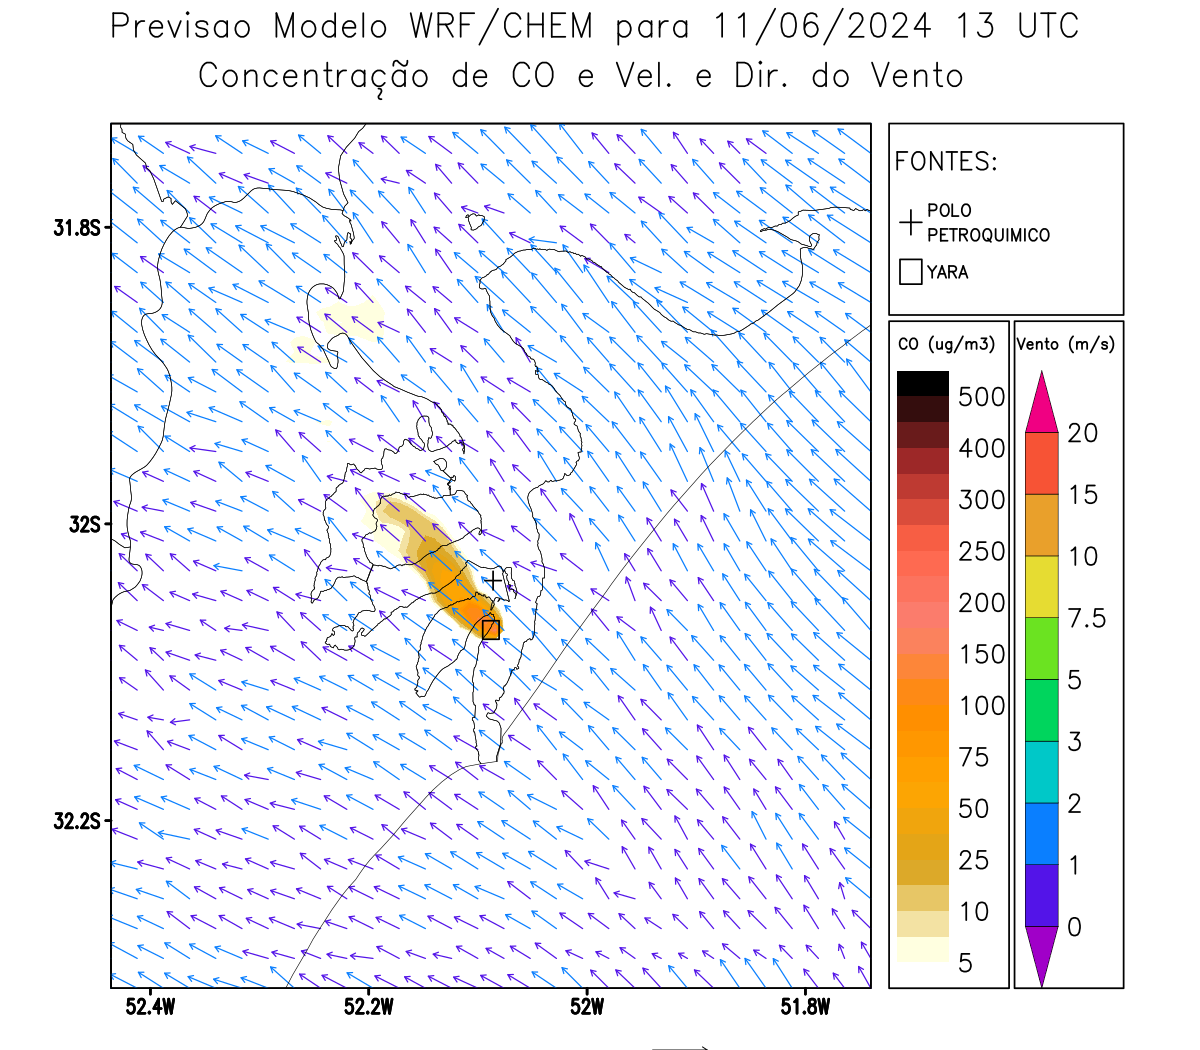 Previsao Modelo WRF/CHEM para 11/06/2024 13 UTC
Concentração de CO e Vel. e Dir. do Vento
FONTES:
POLO
PETROQUIMICO
YARA
31.8S
32S
32.2S
52.4W
52.2W
52W
51.8W
CO (ug/m3)
500
400
300
250
200
150
100
75
50
25
10
5
Vento (m/s)
20
15
10
7.5
5
3
2
1
0